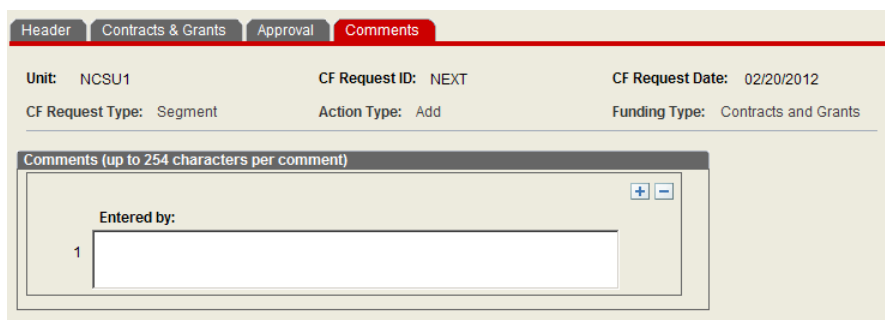 Header Contracts & Grants Approval Comments
Unit: NCSU1 CF Request ID: NEXT CF Request Date: 02/20/2012
CF Request Type: Segment Action Type: Add Funding Type: Contracts and Grants
Comments (up to 254 characters per comment)
Entered by:
1